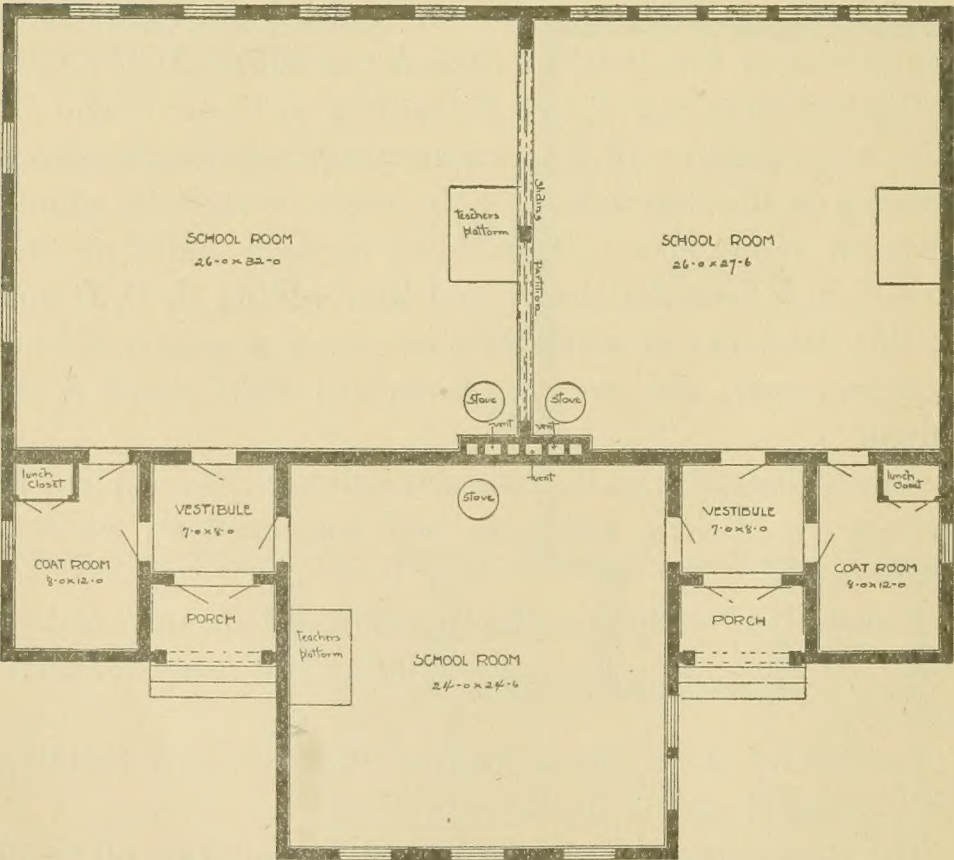 SCHOOL ROOM
26-0 x 32-0
teachers
platform
sliding
partition
SCHOOL ROOM
26-0 x 27-6
stove
vent
stove
vent
vent
stove
lunch
Closet
COAT ROOM
8-0 x 12-0
VESTIBULE
7-0 x 8-0
PORCH
teachers
platform
SCHOOL ROOM
24-0 x 24-6
VESTIBULE
7-0 x 8-0
PORCH
lunch
Closet
COAT ROOM
8-0 x 12-0